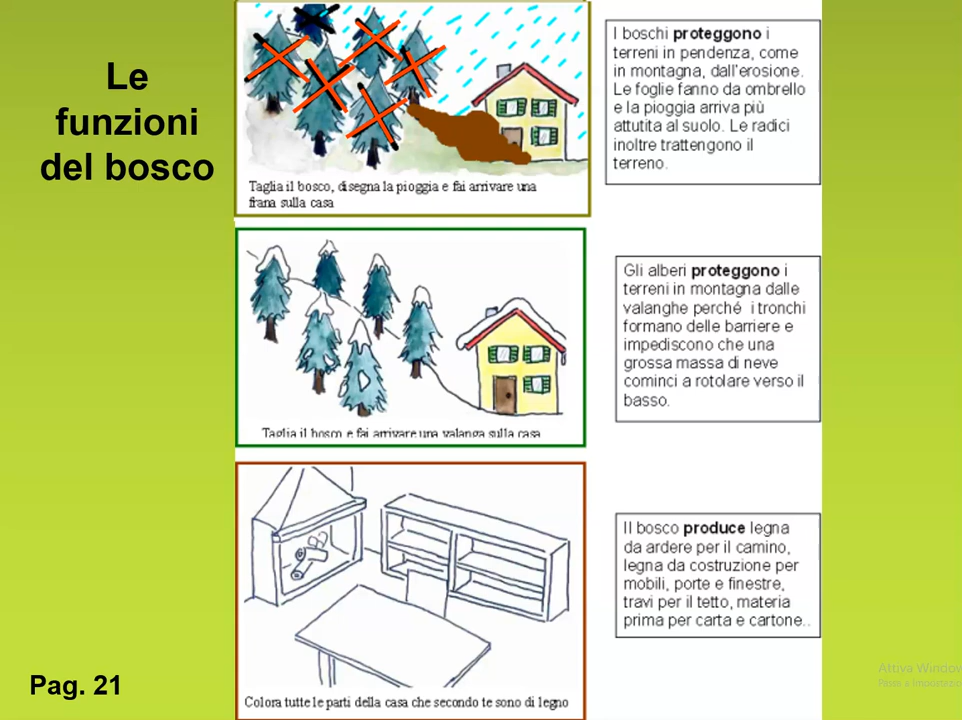 Le
funzioni
del bosco
Taglia il bosco, disegna la pioggia e fai arrivare una
frana sulla casa
I boschi proteggono i
terreni in pendenza, come
in montagna, dall'erosione.
Le foglie fanno da ombrello
e la pioggia arriva più
attutita al suolo. Le radici
inoltre trattengono il
terreno.
Taglia il bosco e fai arrivare una valanga sulla casa
Gli alberi proteggono i
terreni in montagna dalle
valanghe perché i tronchi
formano delle barriere e
impediscono che una
grossa massa di neve
cominci a rotolare verso il
basso.
Colora tutte le parti della casa che secondo te sono di legno
Il bosco produce legna
da ardere per il camino,
legna da costruzione per
mobili, porte e finestre,
travi per il tetto, materia
prima per carta e cartone..
Pag. 21
Attiva Window